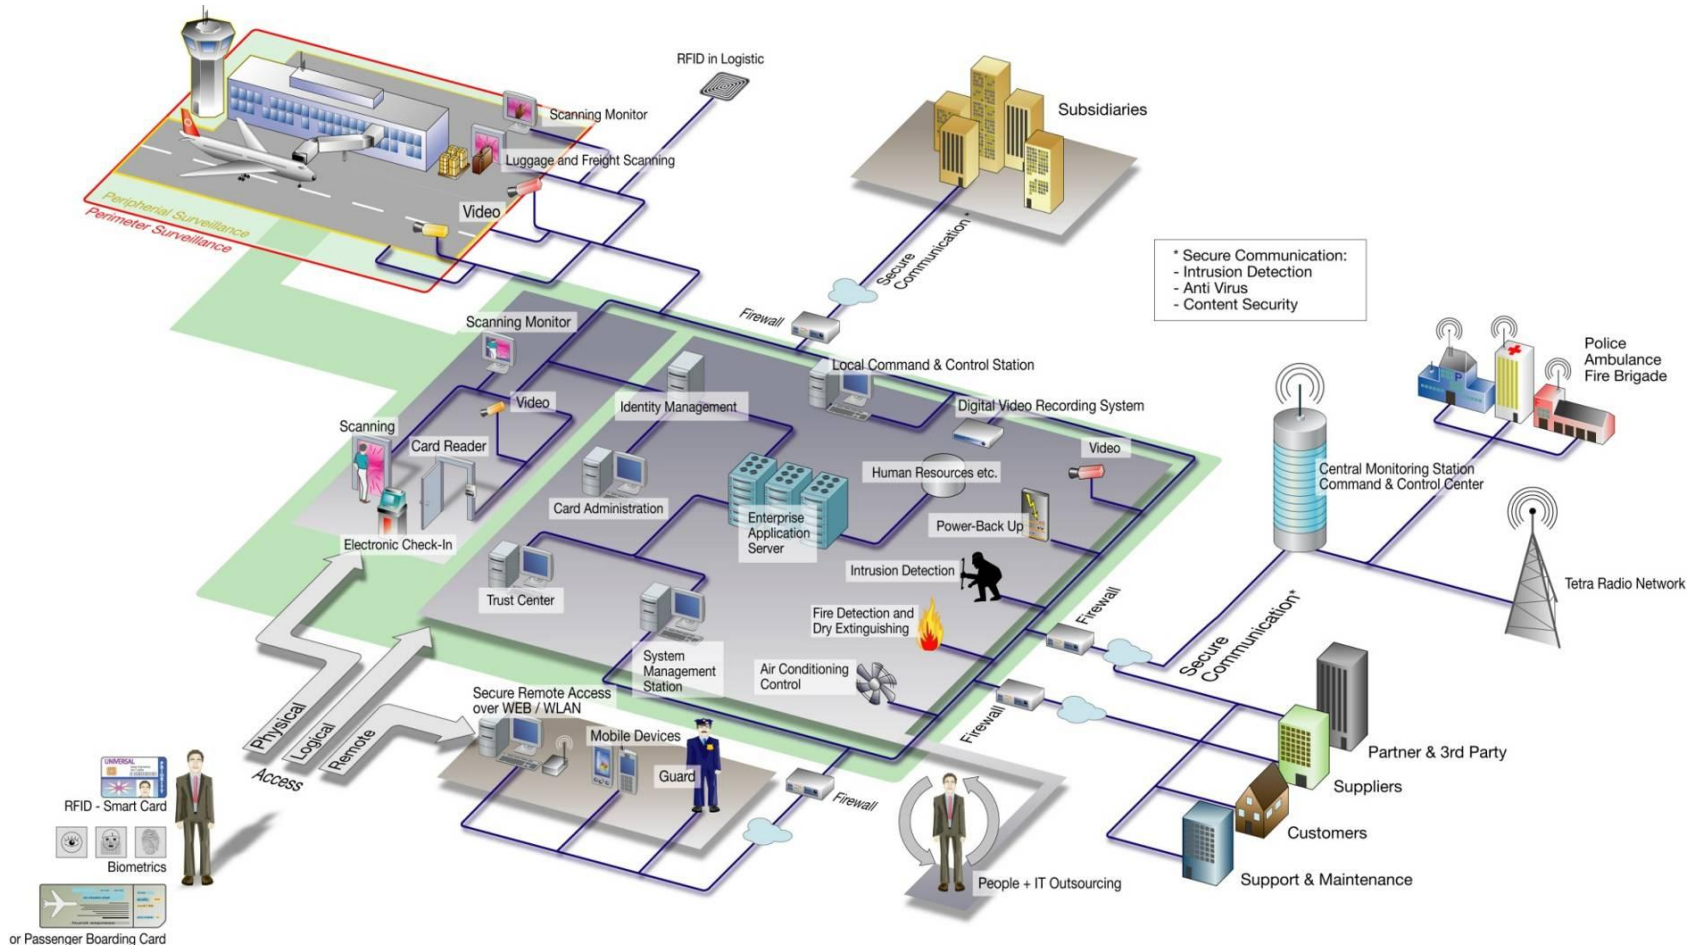 RFID in Logistic
Scanning Monitor
Luggage and Freight Scanning
Video
Peripherial Surveillance
Perimeter Surveillance
Subsidiaries
Secure
Communication*
* Secure Communication:
- Intrusion Detection
- Anti Virus
- Content Security
Firewall
Scanning Monitor
Video
Scanning
Card Reader
Electronic Check-In
Identity Management
Local Command & Control Station
Digital Video Recording System
Video
Card Administration
Enterprise
Application
Server
Human Resources etc.
Power-Back Up
Intrusion Detection
Trust Center
Fire Detection and
Dry Extinguishing
System
Management
Station
Air Conditioning
Control
Police
Ambulance
Fire Brigade
P
Central Monitoring Station
Command & Control Center
Tetra Radio Network
Firewall
Secure
Communication*
Firewall
Partner & 3rd Party
Suppliers
Customers
Support & Maintenance
Secure Remote Access
over WEB / WLAN
Mobile Devices
Guard
Firewall
People + IT Outsourcing
Physical
Logical
Remote
Access
UNIVERSAL
RFID - Smart Card
Biometrics
or Passenger Boarding Card